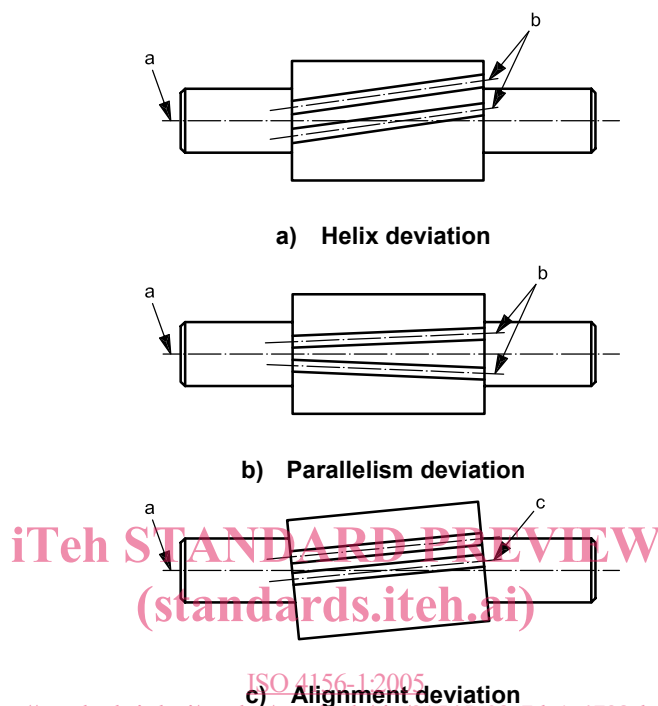 b
a
a) Helix deviation
b
a
b) Parallelism deviation
c
a
iTeh STANDARD PREVIEW
(standards.iteh.ai)
ISO 4156-1:2005
c) Alignment deviation